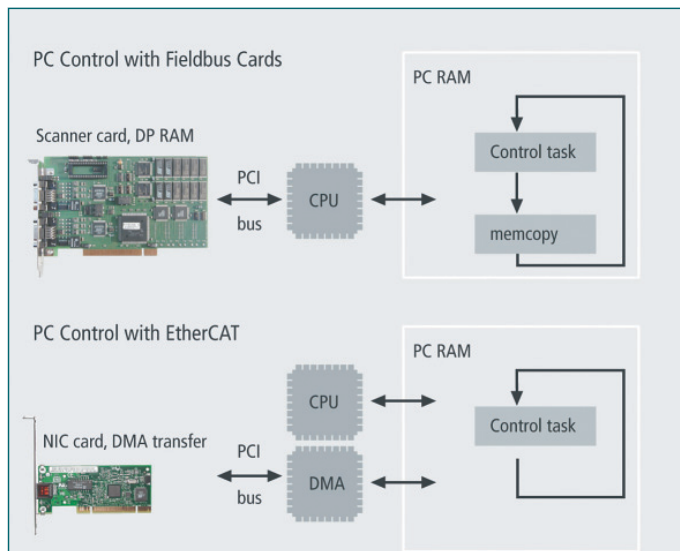 PC Control with Fieldbus Cards
PC RAM
Scanner card, DP RAM
PCI
bus
CPU
Control task
memcopy
PC Control with EtherCAT
PC RAM
CPU
NIC card, DMA transfer
PCI
bus
DMA
Control task